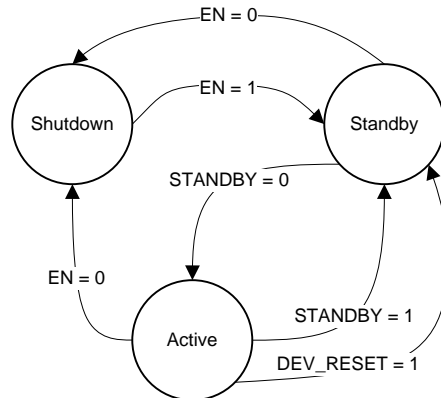 EN = 0
EN = 1
Shutdown
Standby
STANDBY = 0
EN = 0
STANDBY = 1
Active
DEV_RESET = 1